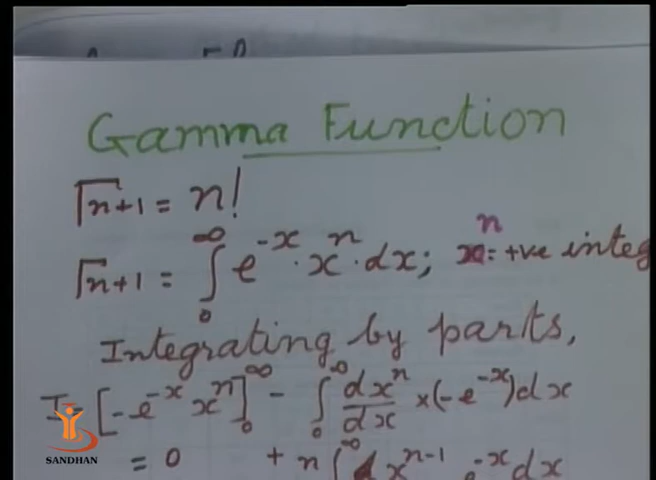 Gamma Function
Γn+1 = n!
Γn+1 = ∫₀^∞ e^-x · x^n · dx; n = +ve integ
Integrating by parts,
I = [-e^-x x^n]₀^∞ - ∫₀^∞ dx^n/dx × (-e^-x) dx
= 0 + n ∫^∞ x^n-1 e^-x dx
SANDHAN